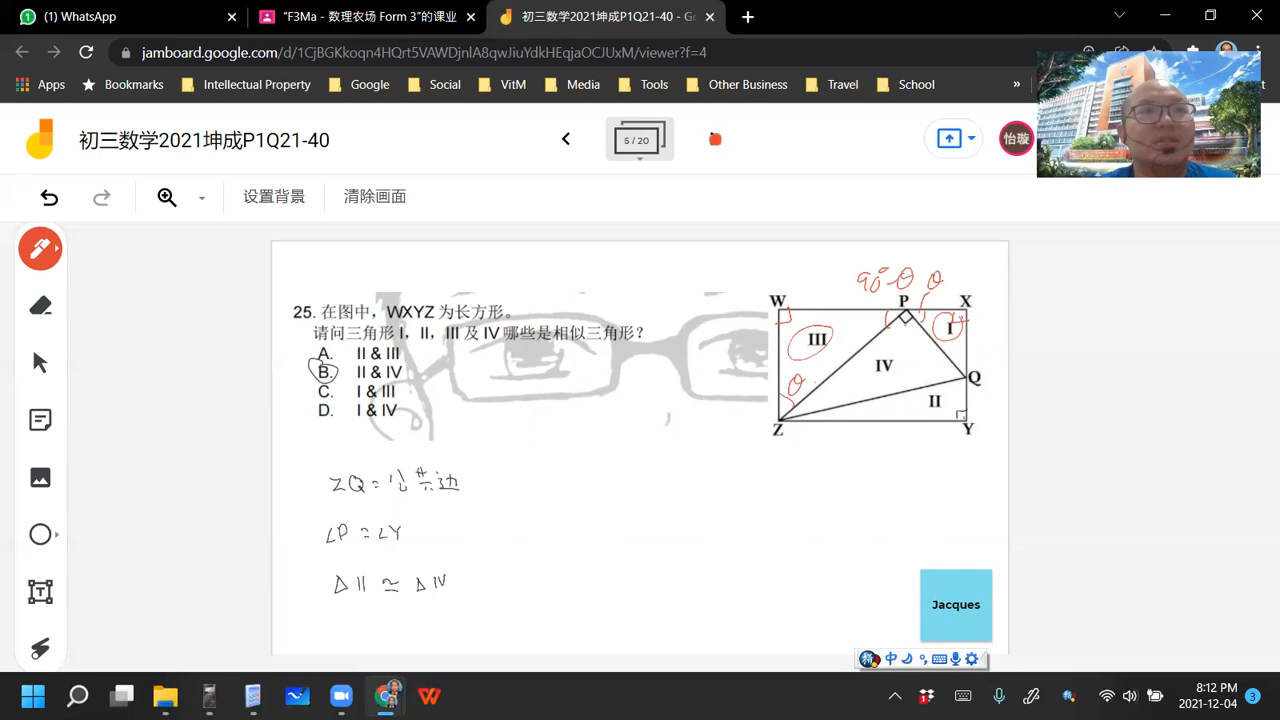 (1) WhatsApp
“F3Ma - 数理农场 Form 3”的课业
初三数学2021坤成P1Q21-40 - Go
jamboard.google.com/d/1CjBGKkoqn4HQrt5VAWDjnlA8qwJiuYdkHEqjaOCJUxM/viewer?f=4
Apps
Bookmarks
Intellectual Property
Google
Social
VitM
Media
Tools
Other Business
Travel
School
»
初三数学2021坤成P1Q21-40
5 / 20
怡璇
设置背景
清除画面
25. 在图中，WXYZ 为长方形。
请问三角形 I，II，III 及 IV 哪些是相似三角形？
A. II & III
B. II & IV
C. I & III
D. I & IV
90°-θ θ
W P X
III I
IV
θ Q
II
Z Y
ZQ = 公共边
∠P = ∠Y
△II ≅ △IV
Jacques
中
8:12 PM
2021-12-04
3